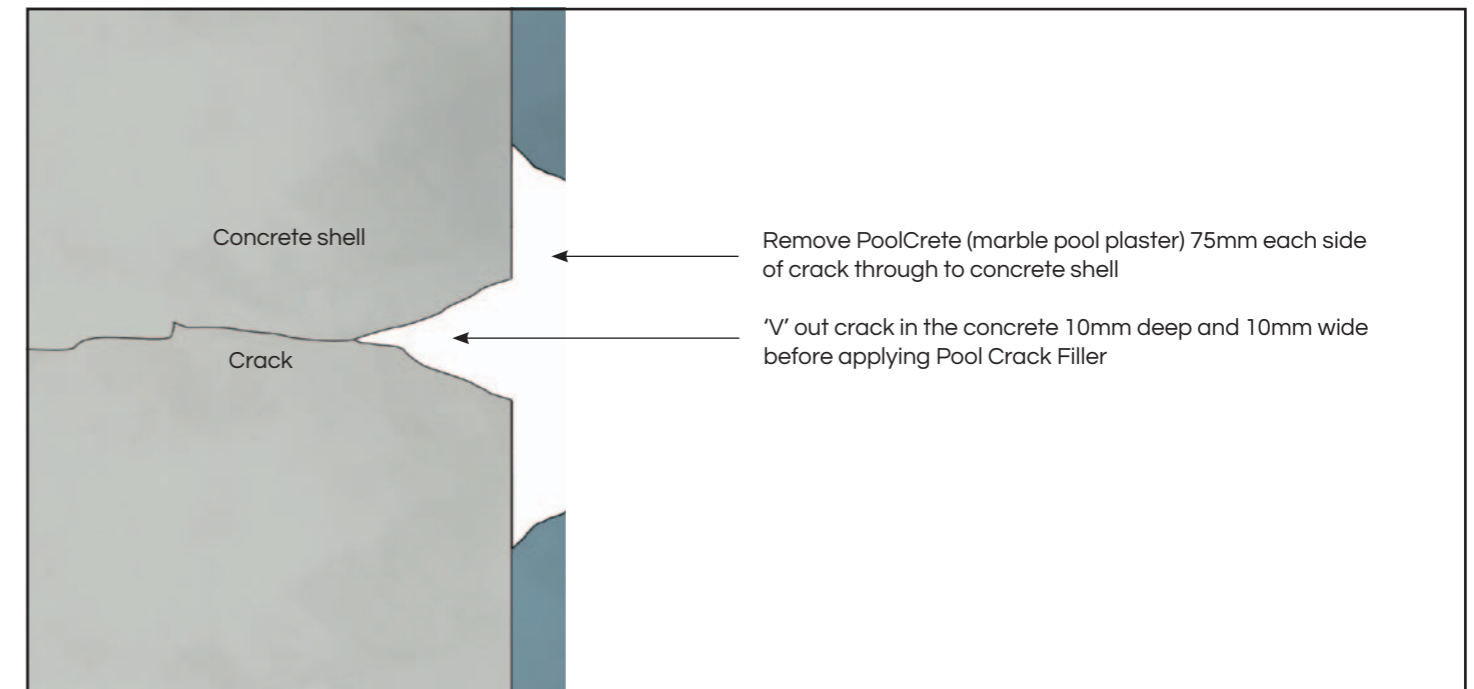 Concrete shell
Crack
Remove PoolCrete (marble pool plaster) 75mm each side
of crack through to concrete shell
‘V’ out crack in the concrete 10mm deep and 10mm wide
before applying Pool Crack Filler